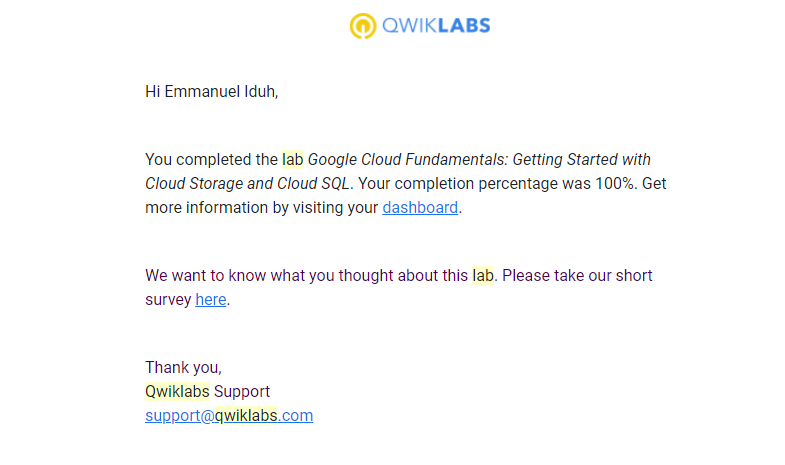 QWIKLABS
Hi Emmanuel Iduh,
You completed the lab Google Cloud Fundamentals: Getting Started with
Cloud Storage and Cloud SQL. Your completion percentage was 100%. Get
more information by visiting your dashboard.
We want to know what you thought about this lab. Please take our short
survey here.
Thank you,
Qwiklabs Support
support@qwiklabs.com